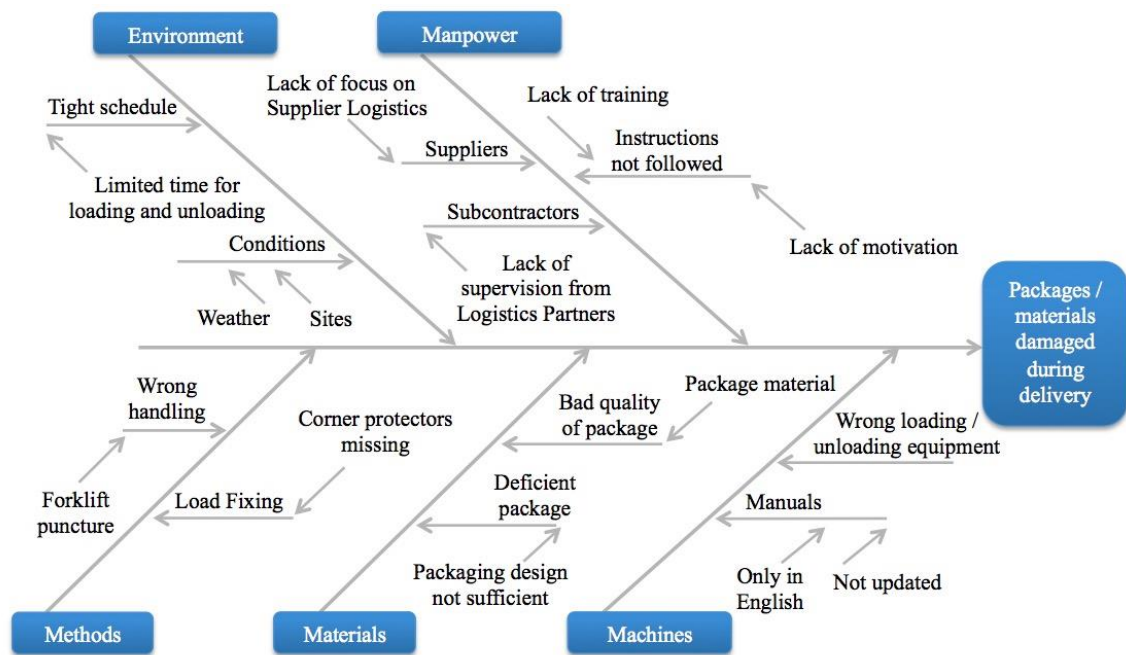 Environment
Manpower
Lack of focus on
Supplier Logistics
Lack of training
Tight schedule
Suppliers
Instructions
not followed
Limited time for
loading and unloading
Subcontractors
Conditions
Lack of motivation
Lack of
supervision from
Logistics Partners
Weather
Sites
Packages /
materials
damaged
during
delivery
Wrong
handling
Corner protectors
missing
Bad quality
of package
Package material
Wrong loading /
unloading equipment
Forklift
puncture
Load Fixing
Deficient
package
Manuals
Packaging design
not sufficient
Only in
English
Not updated
Methods
Materials
Machines